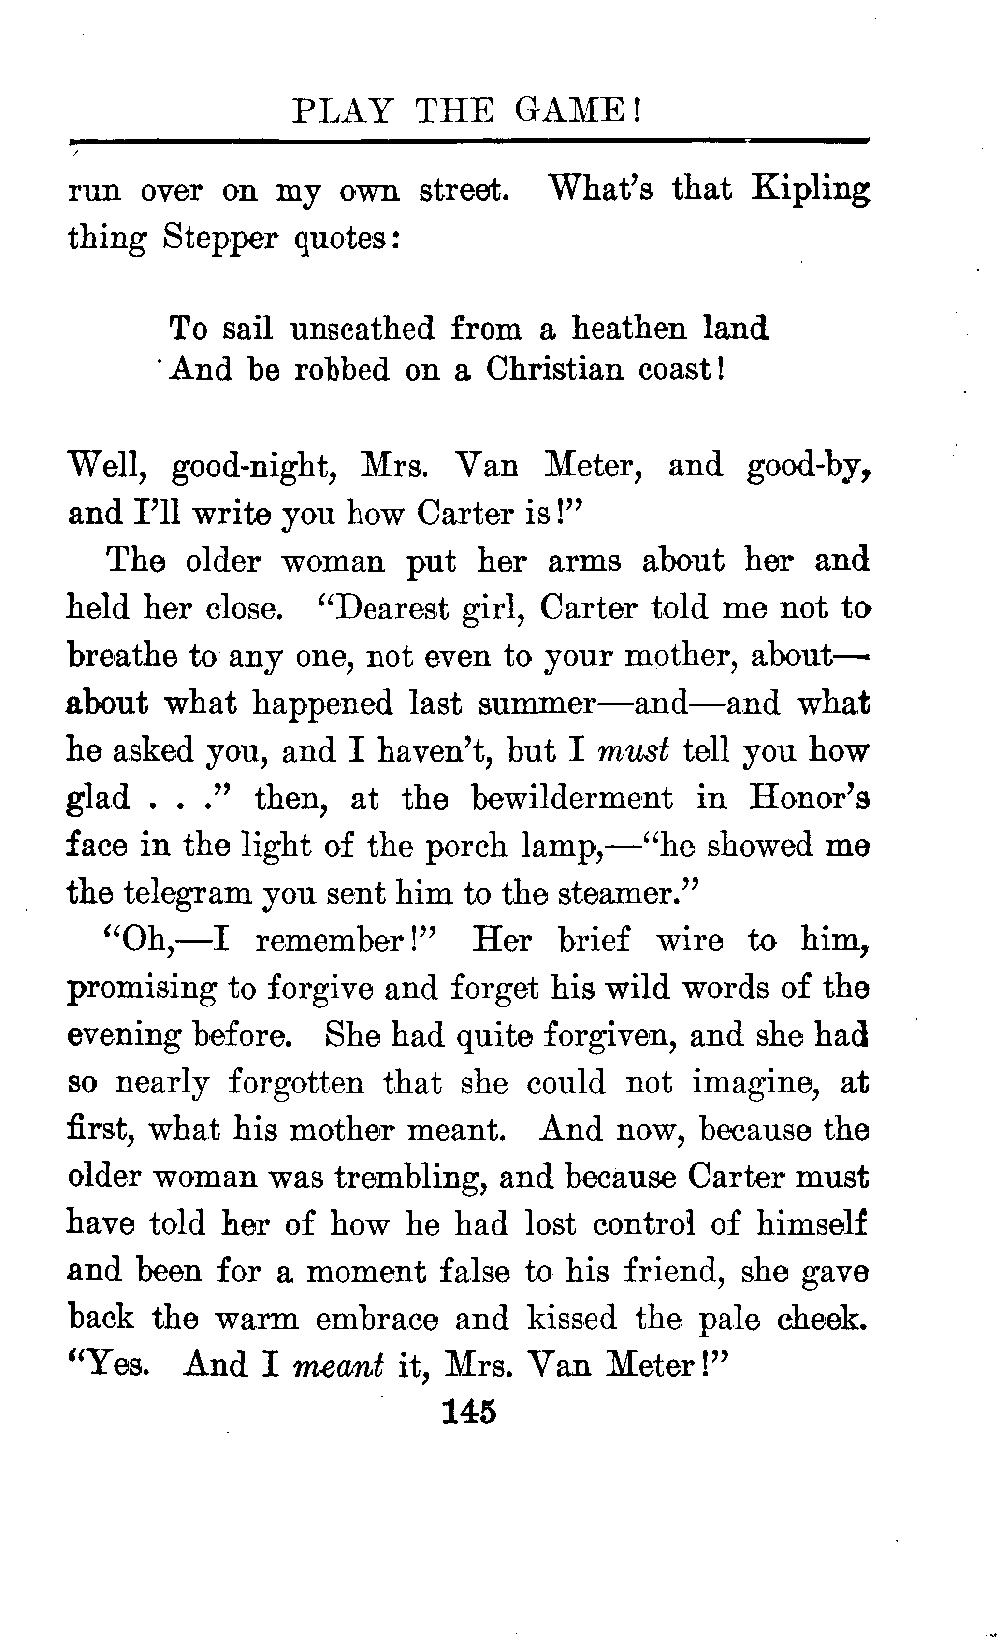 PLAY THE GAME!
run over on my own street. What's that Kipling
thing Stepper quotes:
To sail unscathed from a heathen land
And be robbed on a Christian coast!
Well, good-night, Mrs. Van Meter, and good-by,
and I'll write you how Carter is!”
The older woman put her arms about her and
held her close. “Dearest girl, Carter told me not to
breathe to any one, not even to your mother, about—
about what happened last summer—and—and what
he asked you, and I haven't, but I must tell you how
glad . . .” then, at the bewilderment in Honor's
face in the light of the porch lamp,—“he showed me
the telegram you sent him to the steamer.”
“Oh,—I remember!” Her brief wire to him,
promising to forgive and forget his wild words of the
evening before. She had quite forgiven, and she had
so nearly forgotten that she could not imagine, at
first, what his mother meant. And now, because the
older woman was trembling, and because Carter must
have told her of how he had lost control of himself
and been for a moment false to his friend, she gave
back the warm embrace and kissed the pale cheek.
“Yes. And I meant it, Mrs. Van Meter!”
145